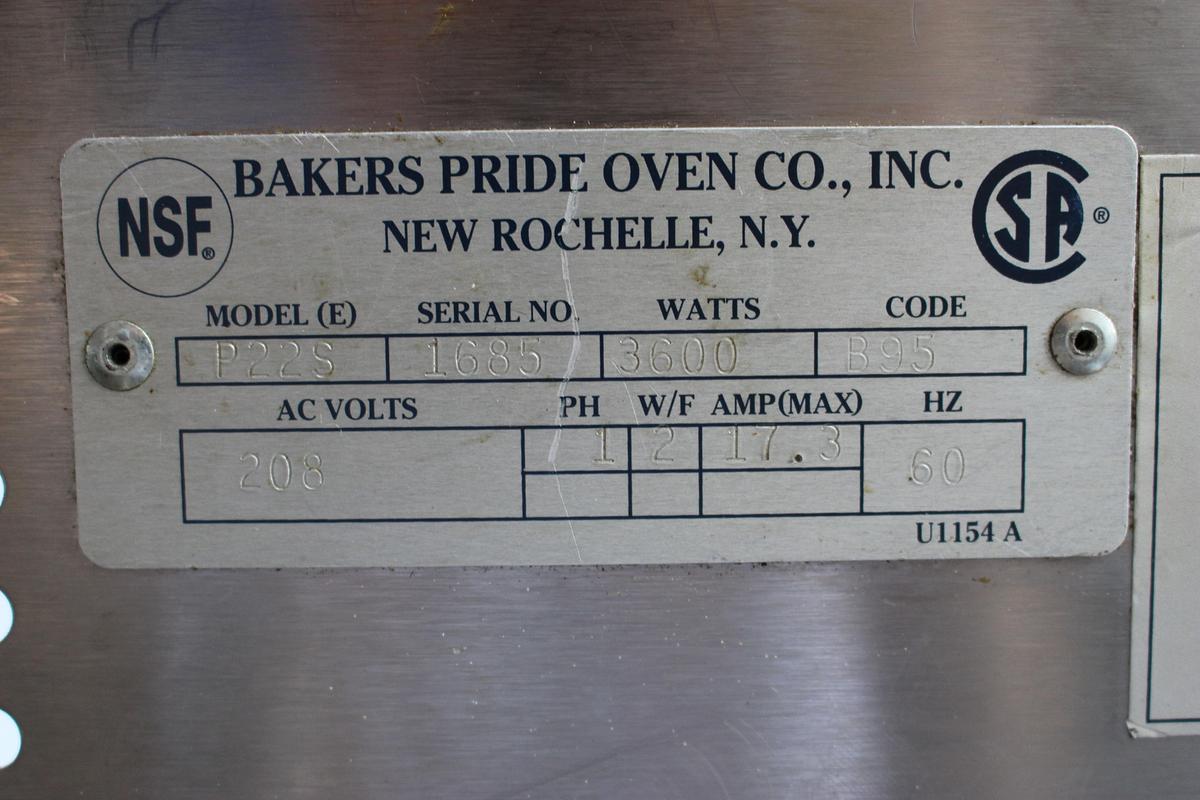 NSF®
BAKERS PRIDE OVEN CO., INC.
NEW ROCHELLE, N.Y.
SA®
MODEL (E) SERIAL NO. WATTS CODE
P22S 1685 3600 B95
AC VOLTS PH W/F AMP(MAX) HZ
208 1 2 17.3 60
U1154 A